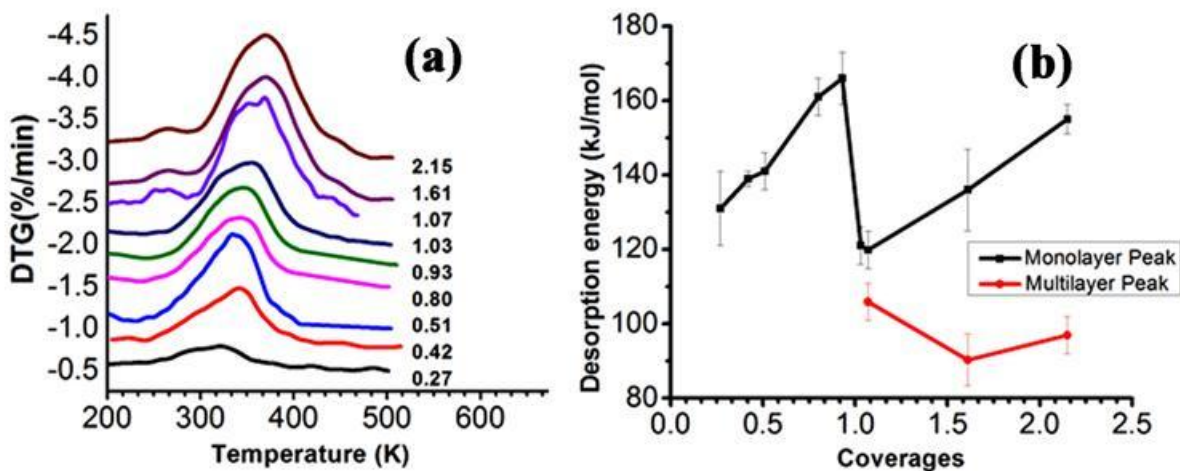 (a)
DTG(%/min)
-4.5
-4.0
-3.5
-3.0
-2.5
-2.0
-1.5
-1.0
-0.5
2.15
1.61
1.07
1.03
0.93
0.80
0.51
0.42
0.27
200 300 400 500 600
Temperature (K)
(b)
Desorption energy (kJ/mol)
180
160
140
120
100
80
Monolayer Peak
Multilayer Peak
0.0 0.5 1.0 1.5 2.0 2.5
Coverages